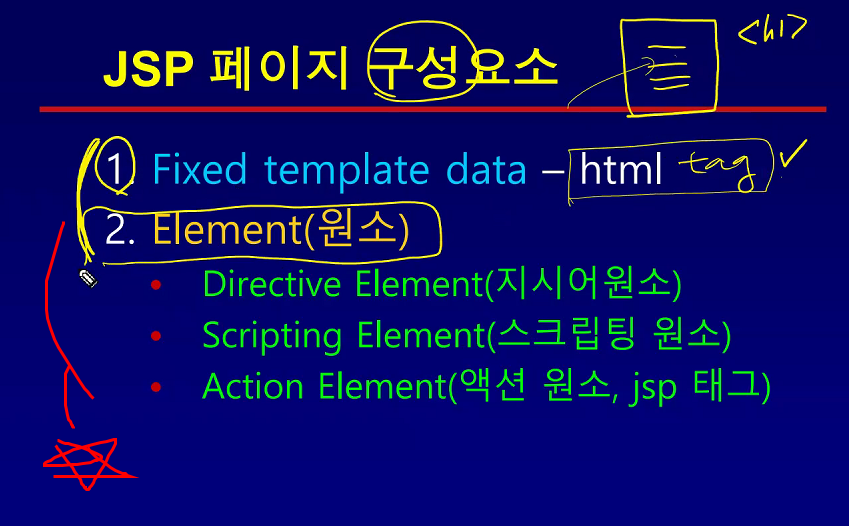 JSP 페이지 구성요소 <h1>
1. Fixed template data – html tag
2. Element(원소)
• Directive Element(지시어원소)
• Scripting Element(스크립팅 원소)
• Action Element(액션 원소, jsp 태그)